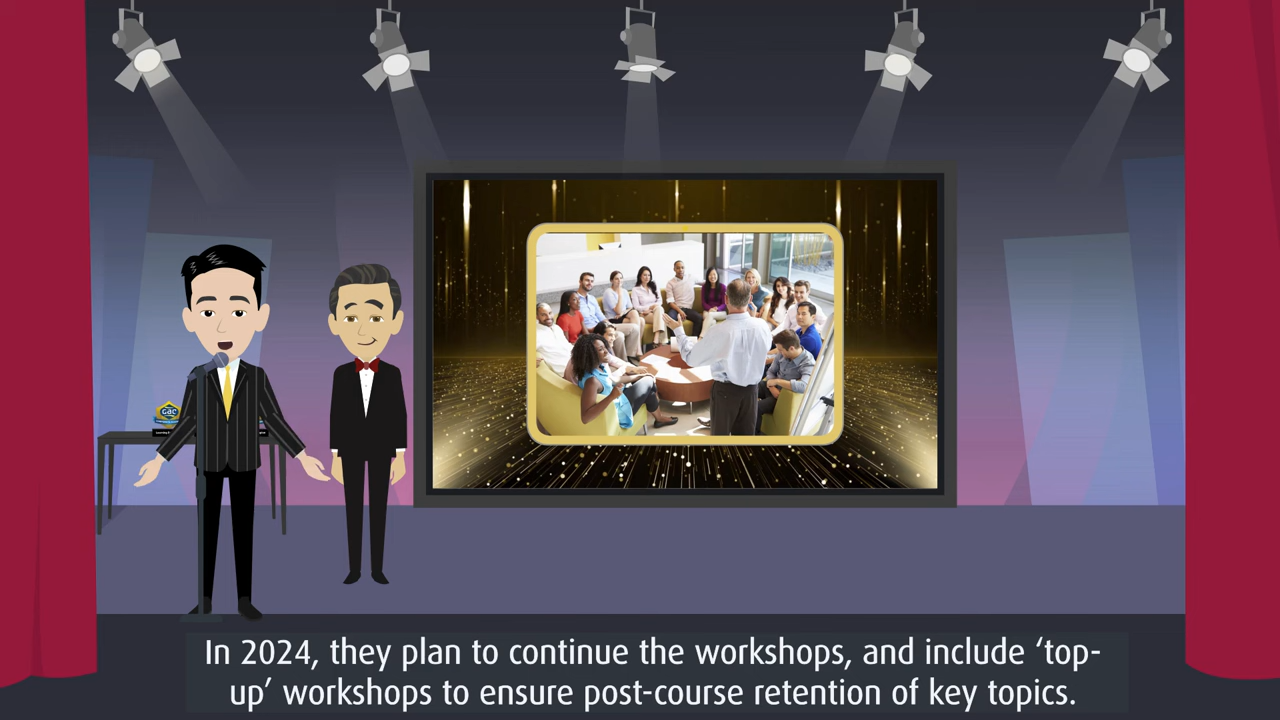 GAC
In 2024, they plan to continue the workshops, and include ‘top-
up’ workshops to ensure post-course retention of key topics.